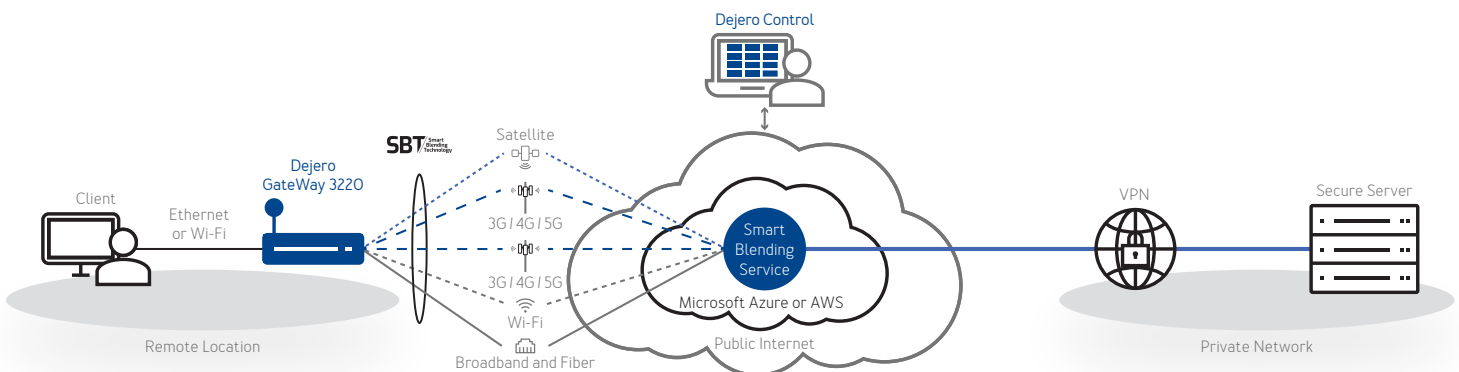 Dejero Control
SBT
Smart
Blending
Technology
Satellite
Dejero
GateWay 3220
Client
Ethernet
or Wi-Fi
3G / 4G / 5G
3G / 4G / 5G
Wi-Fi
Broadband and Fiber
Remote Location
Smart
Blending
Service
Microsoft Azure or AWS
Public Internet
VPN
Secure Server
Private Network